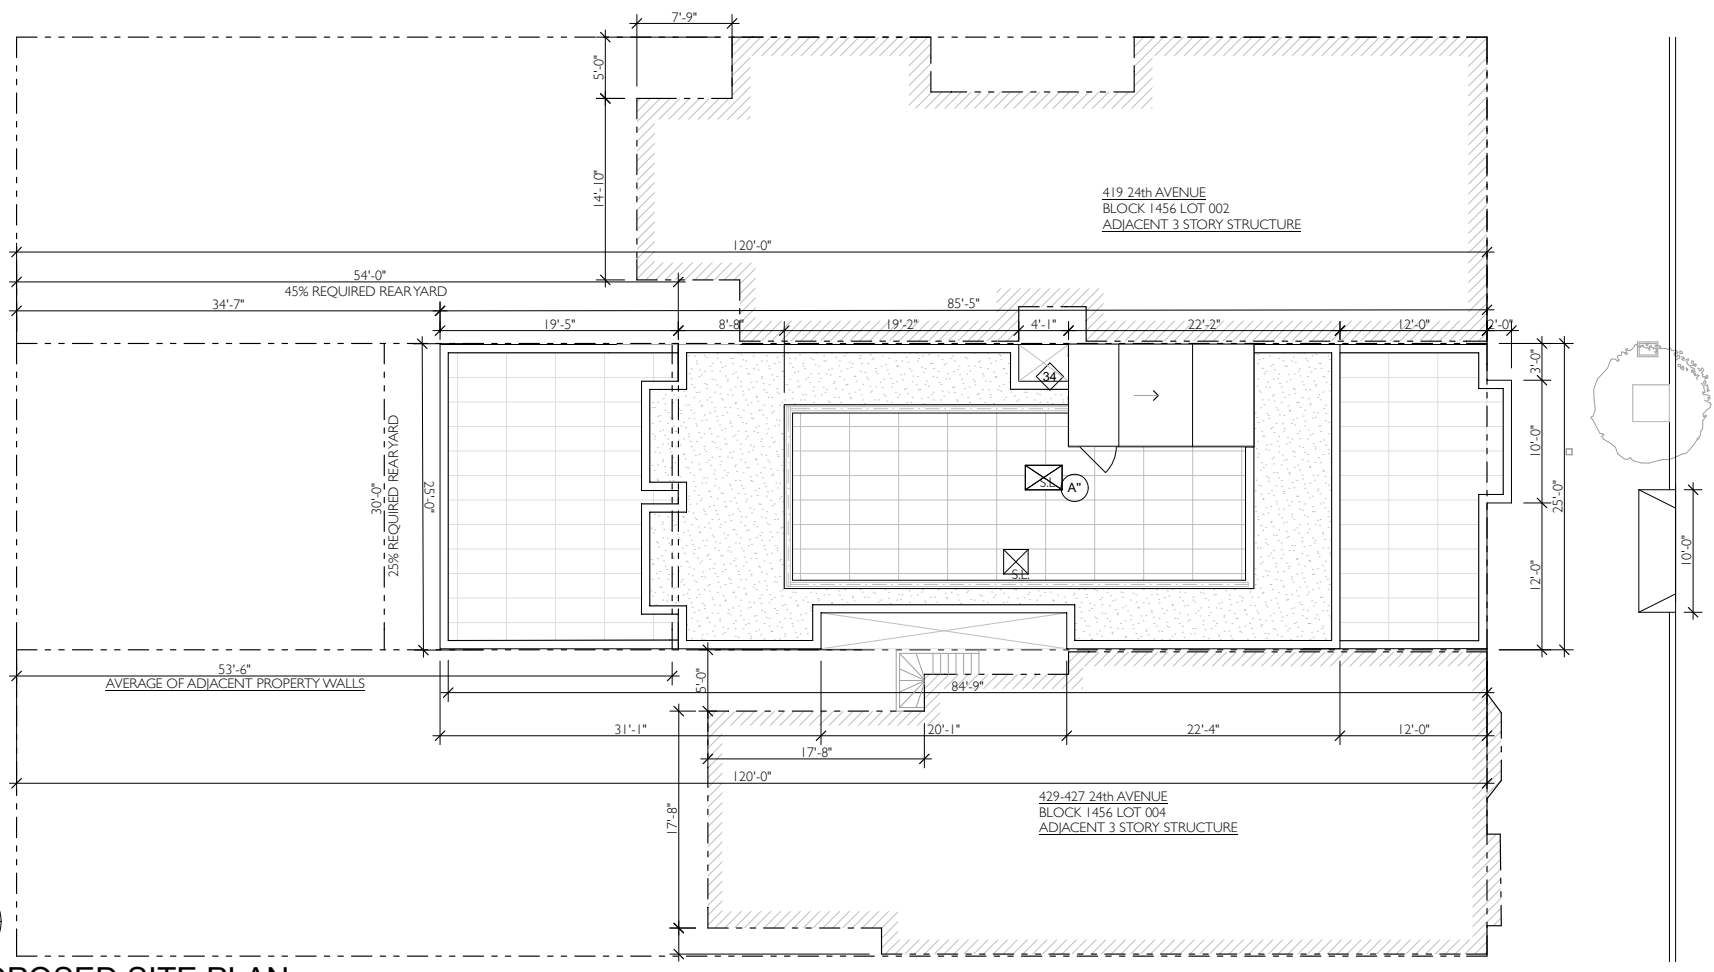 7'-9"
5'-0"
14'-10"
419 24th AVENUE
BLOCK 1456 LOT 002
ADJACENT 3 STORY STRUCTURE
120'-0"
54'-0"
45% REQUIRED REAR YARD
34'-7"
85'-5"
19'-5"
8'-8"
19'-2"
4'-1"
22'-2"
12'-0"
2'-0"
3'-0"
34
30'-0"
25% REQUIRED REAR YARD
25'-0"
10'-0"
25'-0"
S.L.
A"
10'-0"
S.L.
12'-0"
53'-6"
AVERAGE OF ADJACENT PROPERTY WALLS
5'-0"
84'-9"
31'-1"
20'-1"
22'-4"
12'-0"
17'-8"
120'-0"
17'-8"
429-427 24th AVENUE
BLOCK 1456 LOT 004
ADJACENT 3 STORY STRUCTURE
POSED SITE PLAN